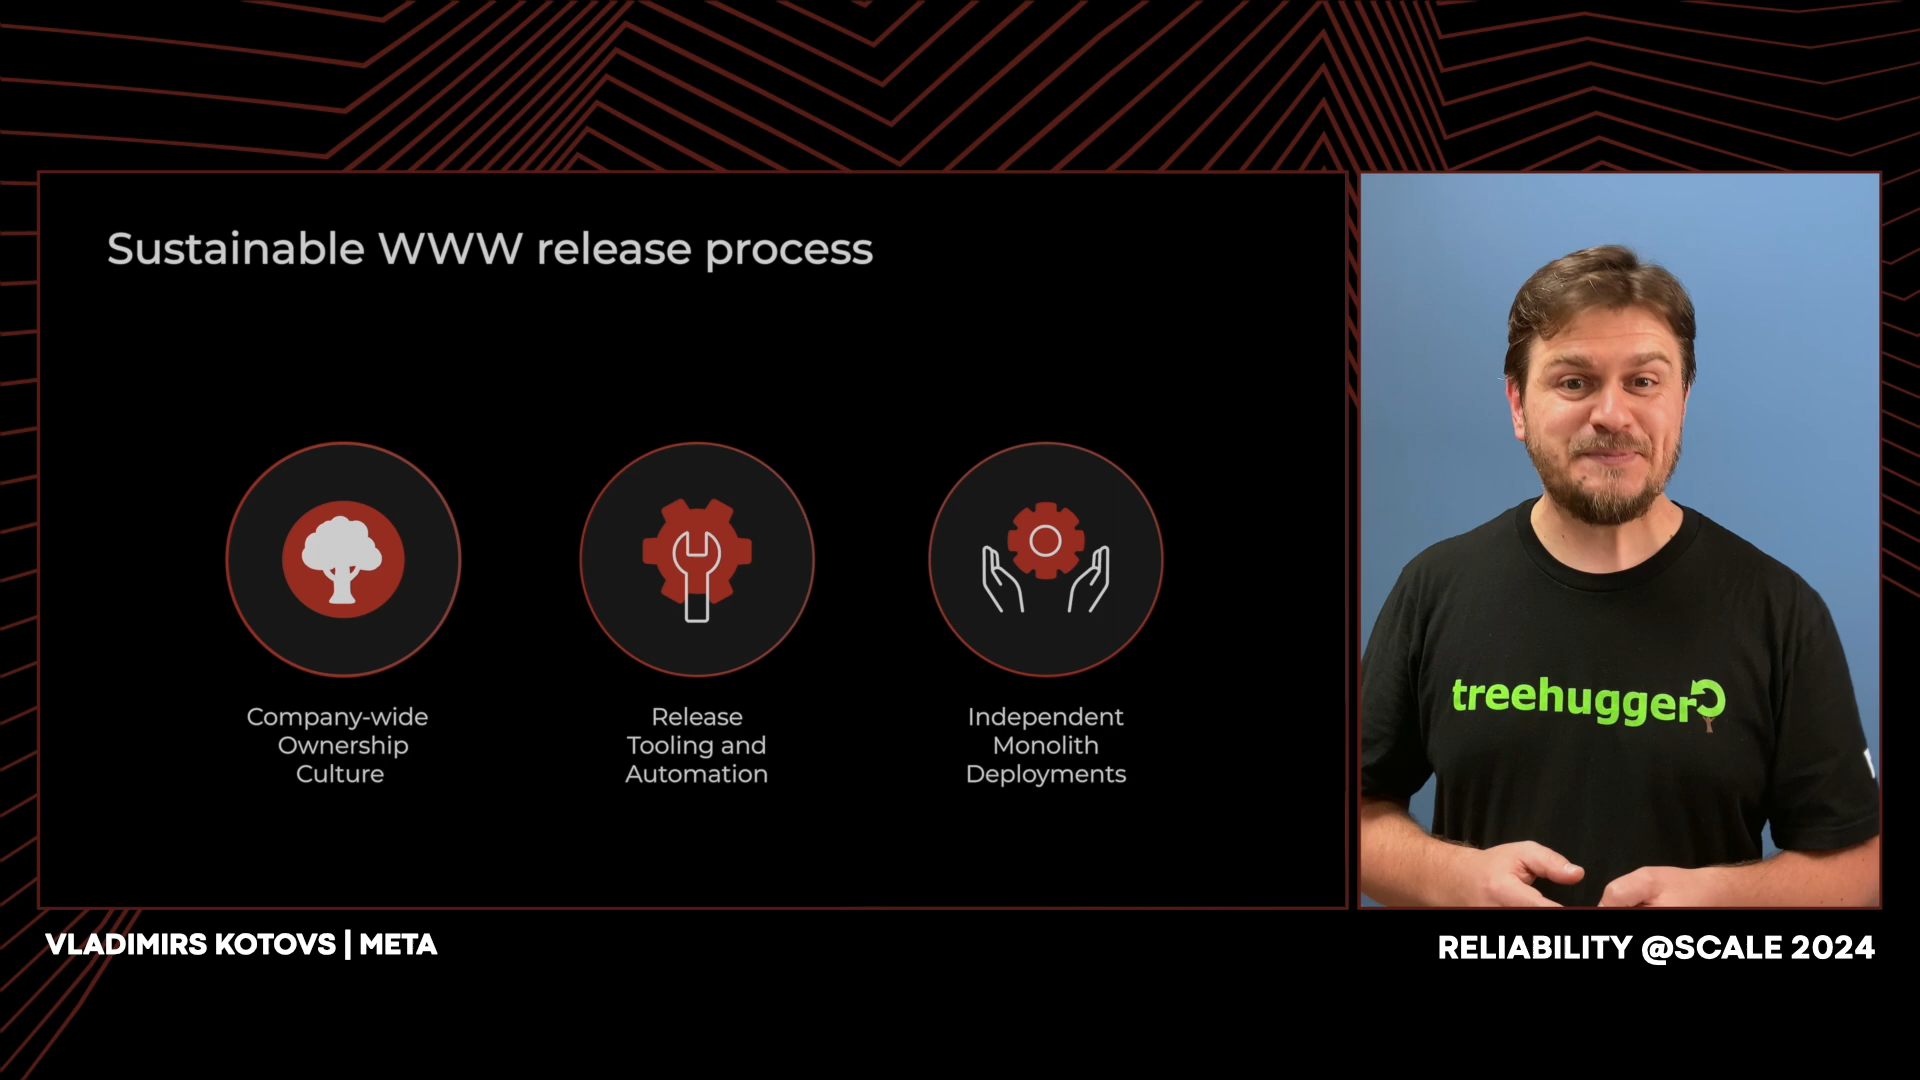 Sustainable WWW release process
Company-wide
Ownership
Culture
Release
Tooling and
Automation
Independent
Monolith
Deployments
treehugger
VLADIMIRS KOTOVS | META
RELIABILITY @SCALE 2024